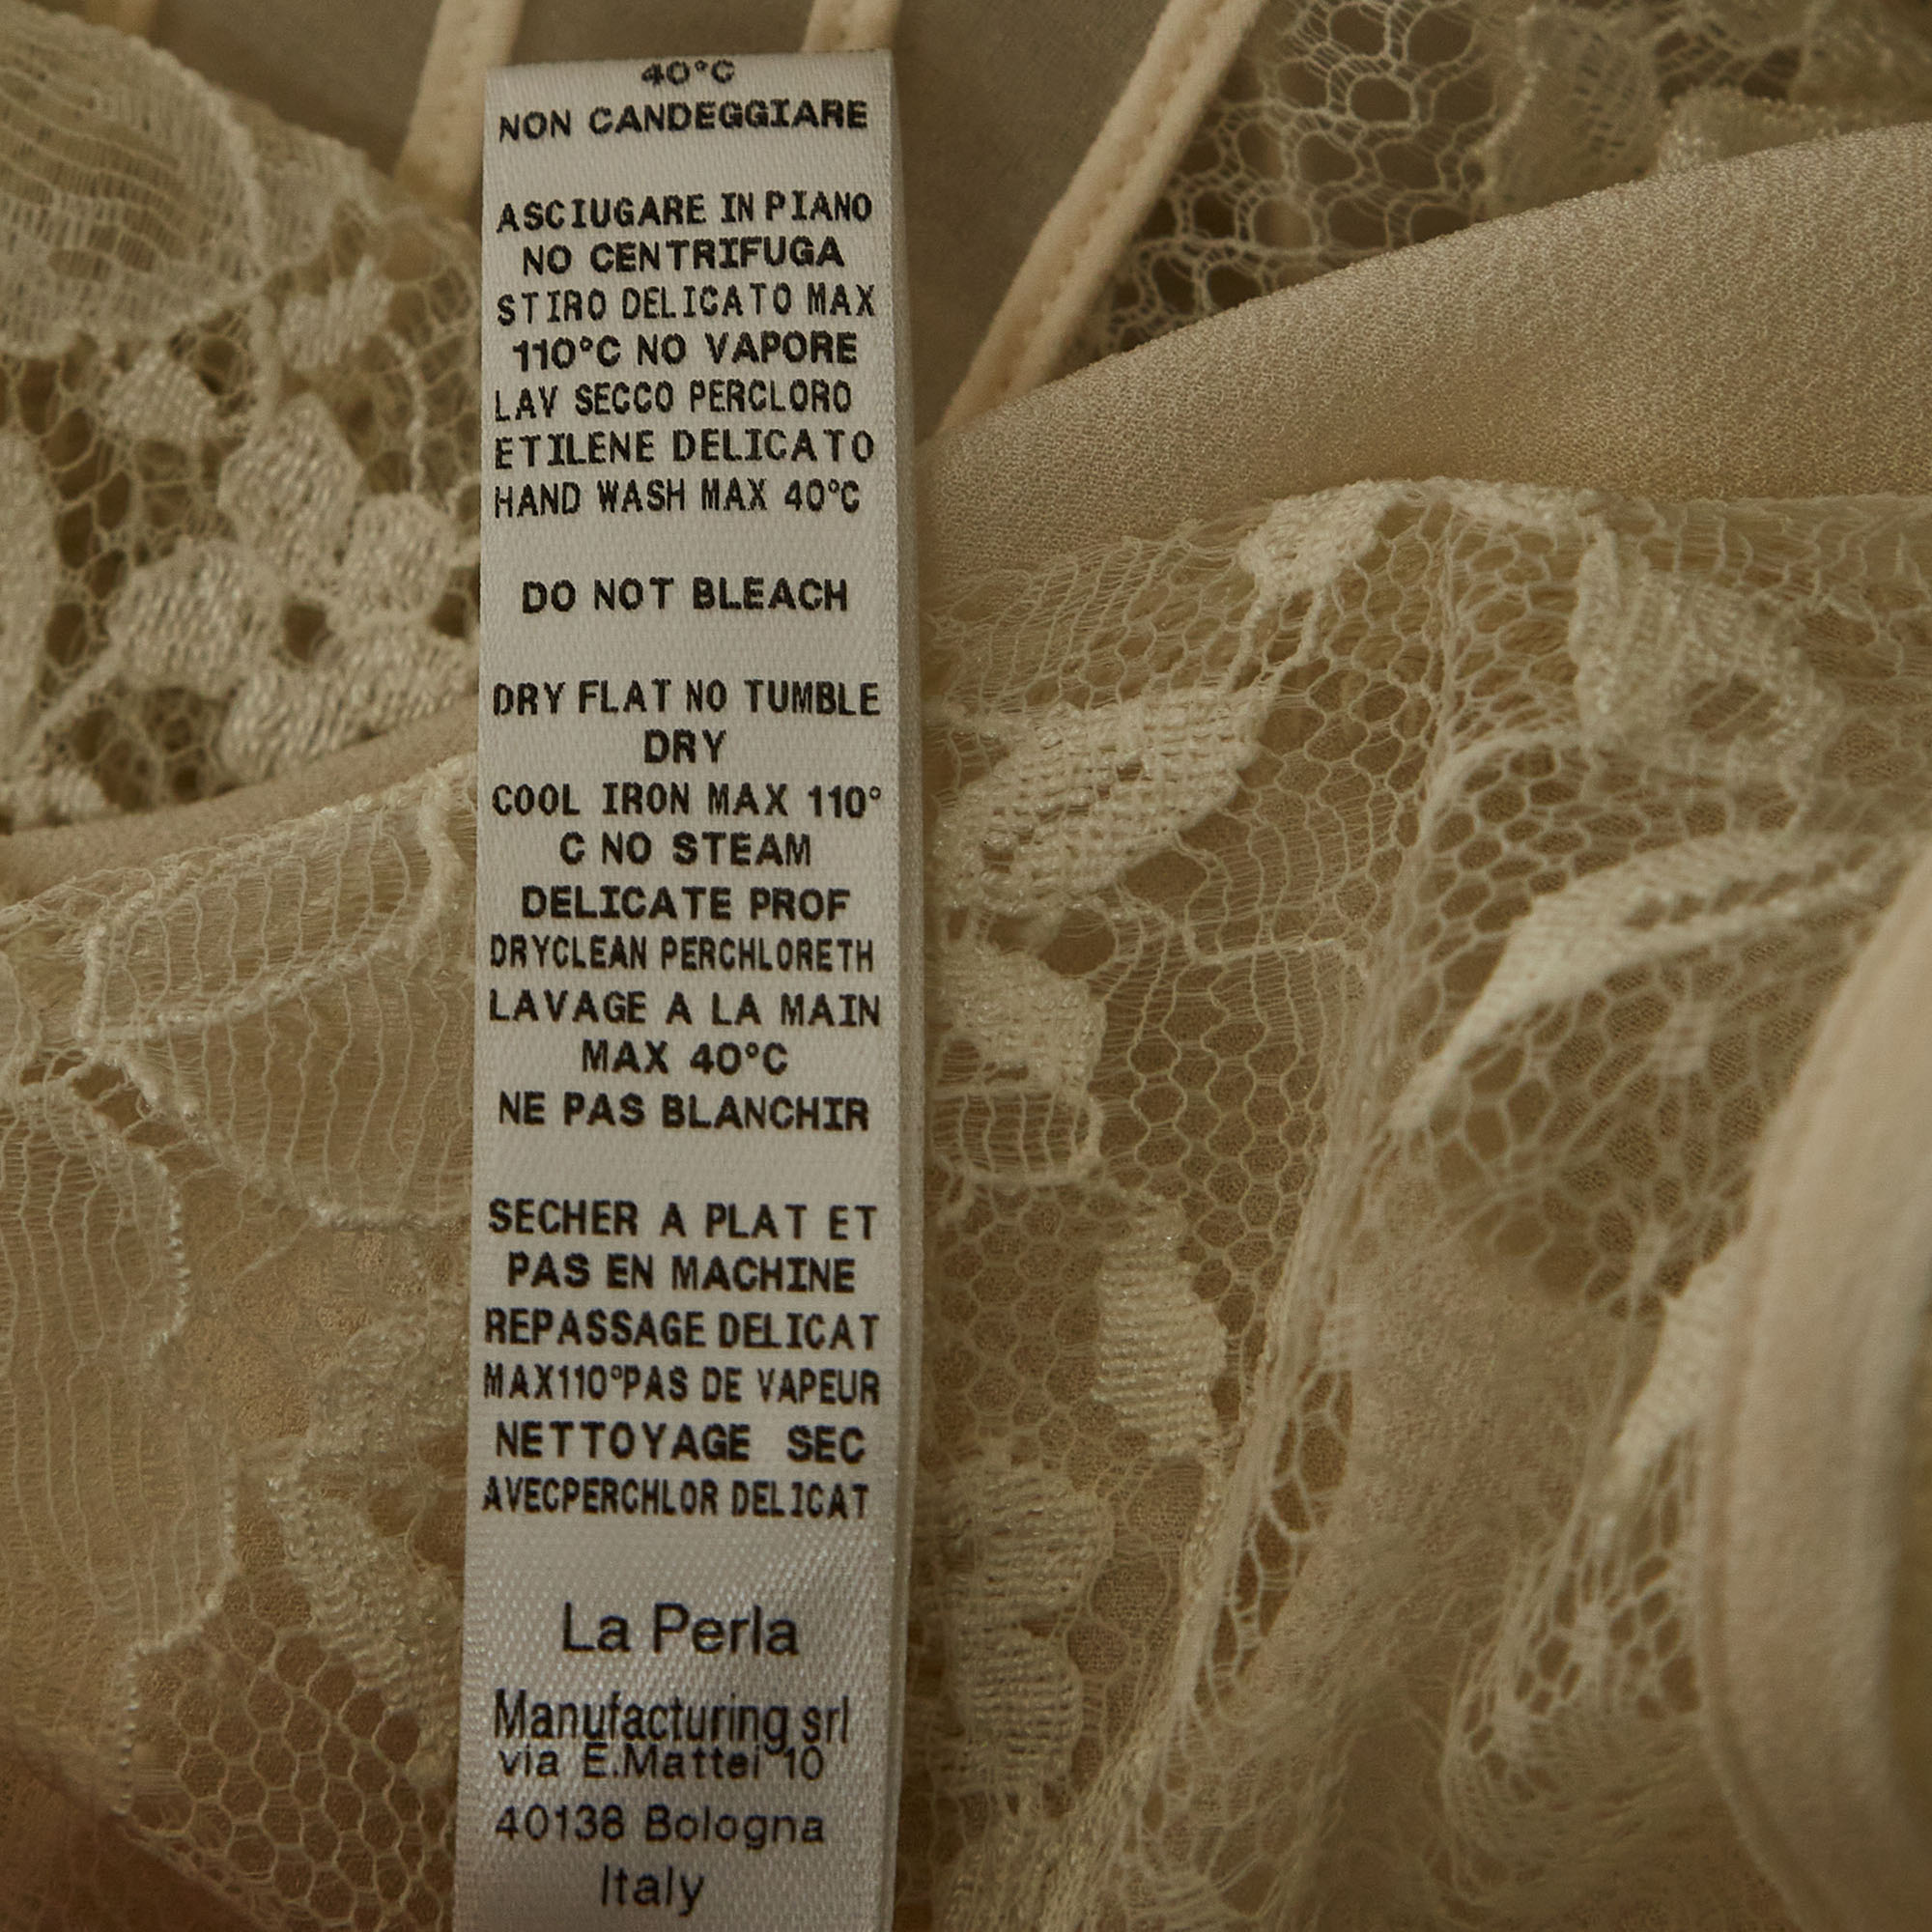 40°C
NON CANDEGGIARE
ASCIUGARE IN PIANO
NO CENTRIFUGA
STIRO DELICATO MAX
110°C NO VAPORE
LAV SECCO PERCLORO
ETILENE DELICATO
HAND WASH MAX 40°C
DO NOT BLEACH
DRY FLAT NO TUMBLE
DRY
COOL IRON MAX 110°
C NO STEAM
DELICATE PROF
DRYCLEAN PERCHLORETH
LAVAGE A LA MAIN
MAX 40°C
NE PAS BLANCHIR
SECHER A PLAT ET
PAS EN MACHINE
REPASSAGE DELICAT
MAX110°PAS DE VAPEUR
NETTOYAGE SEC
AVECPERCHLOR DELICAT
La Perla
Manufacturing srl
via E.Mattei 10
40138 Bologna
Italy